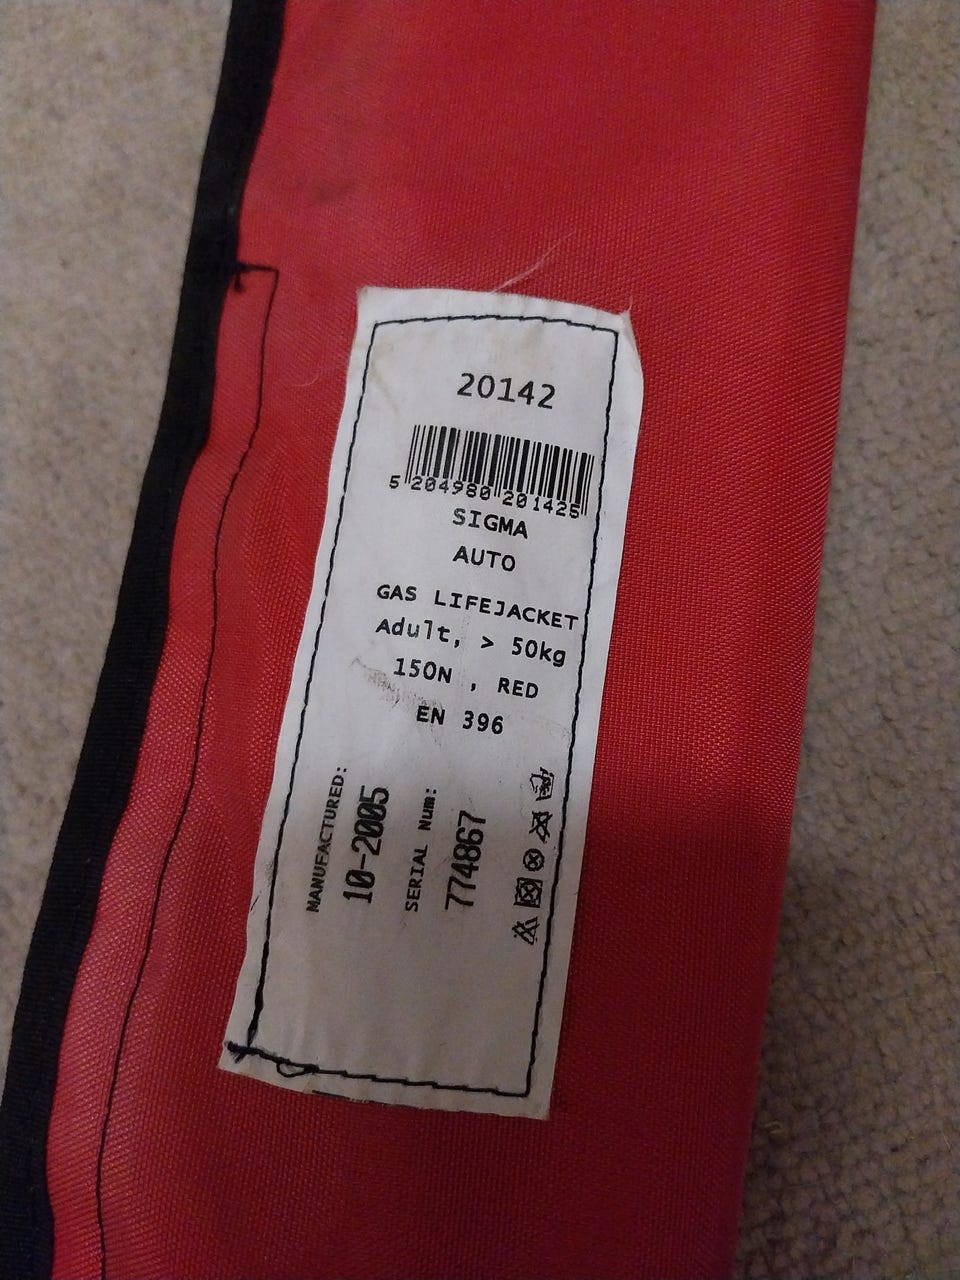 20142
5 204980 201425
SIGMA
AUTO
GAS LIFEJACKET
Adult, > 50kg
150N , RED
EN 396
MANUFACTURED:
10-2005
SERIAL Num:
774867